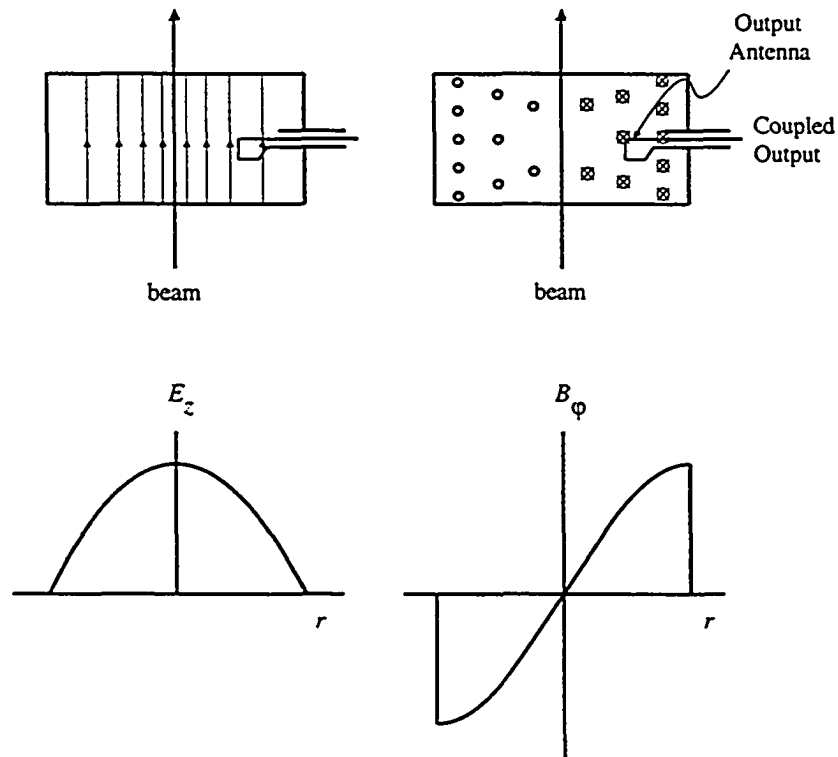 Output
Antenna
Coupled
Output
beam
beam
E_z
B_φ
r
r